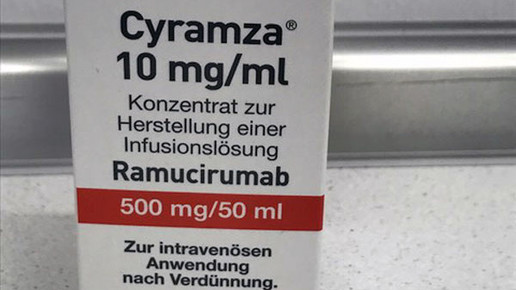 Cyramza®
10 mg/ml
Konzentrat zur
Herstellung einer
Infusionslösung
Ramucirumab
500 mg/50 ml
Zur intravenösen
Anwendung
nach Verdünnung.